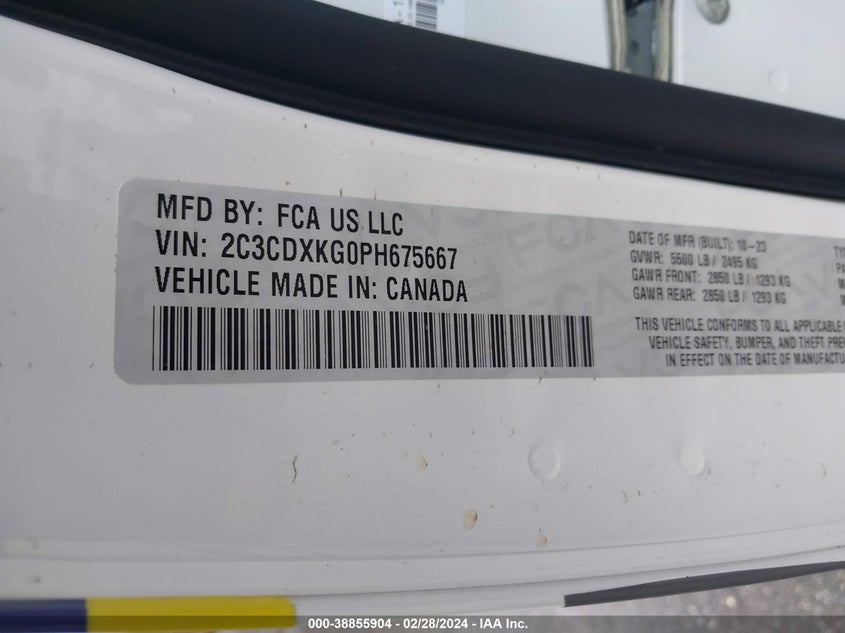 MFD BY: FCA US LLC
VIN: 2C3CDXKG0PH675667
VEHICLE MADE IN: CANADA
DATE OF MFR (BUILT): 10-23
GVWR: 5500 LB / 2495 KG
GAWR FRONT: 2850 LB / 1293 KG
GAWR REAR: 2850 LB / 1293 KG
THIS VEHICLE CONFORMS TO ALL APPLICABLE
VEHICLE SAFETY, BUMPER, AND THEFT
IN EFFECT ON THE DATE OF
000-38855904 - 02/28/2024 - IAA Inc.